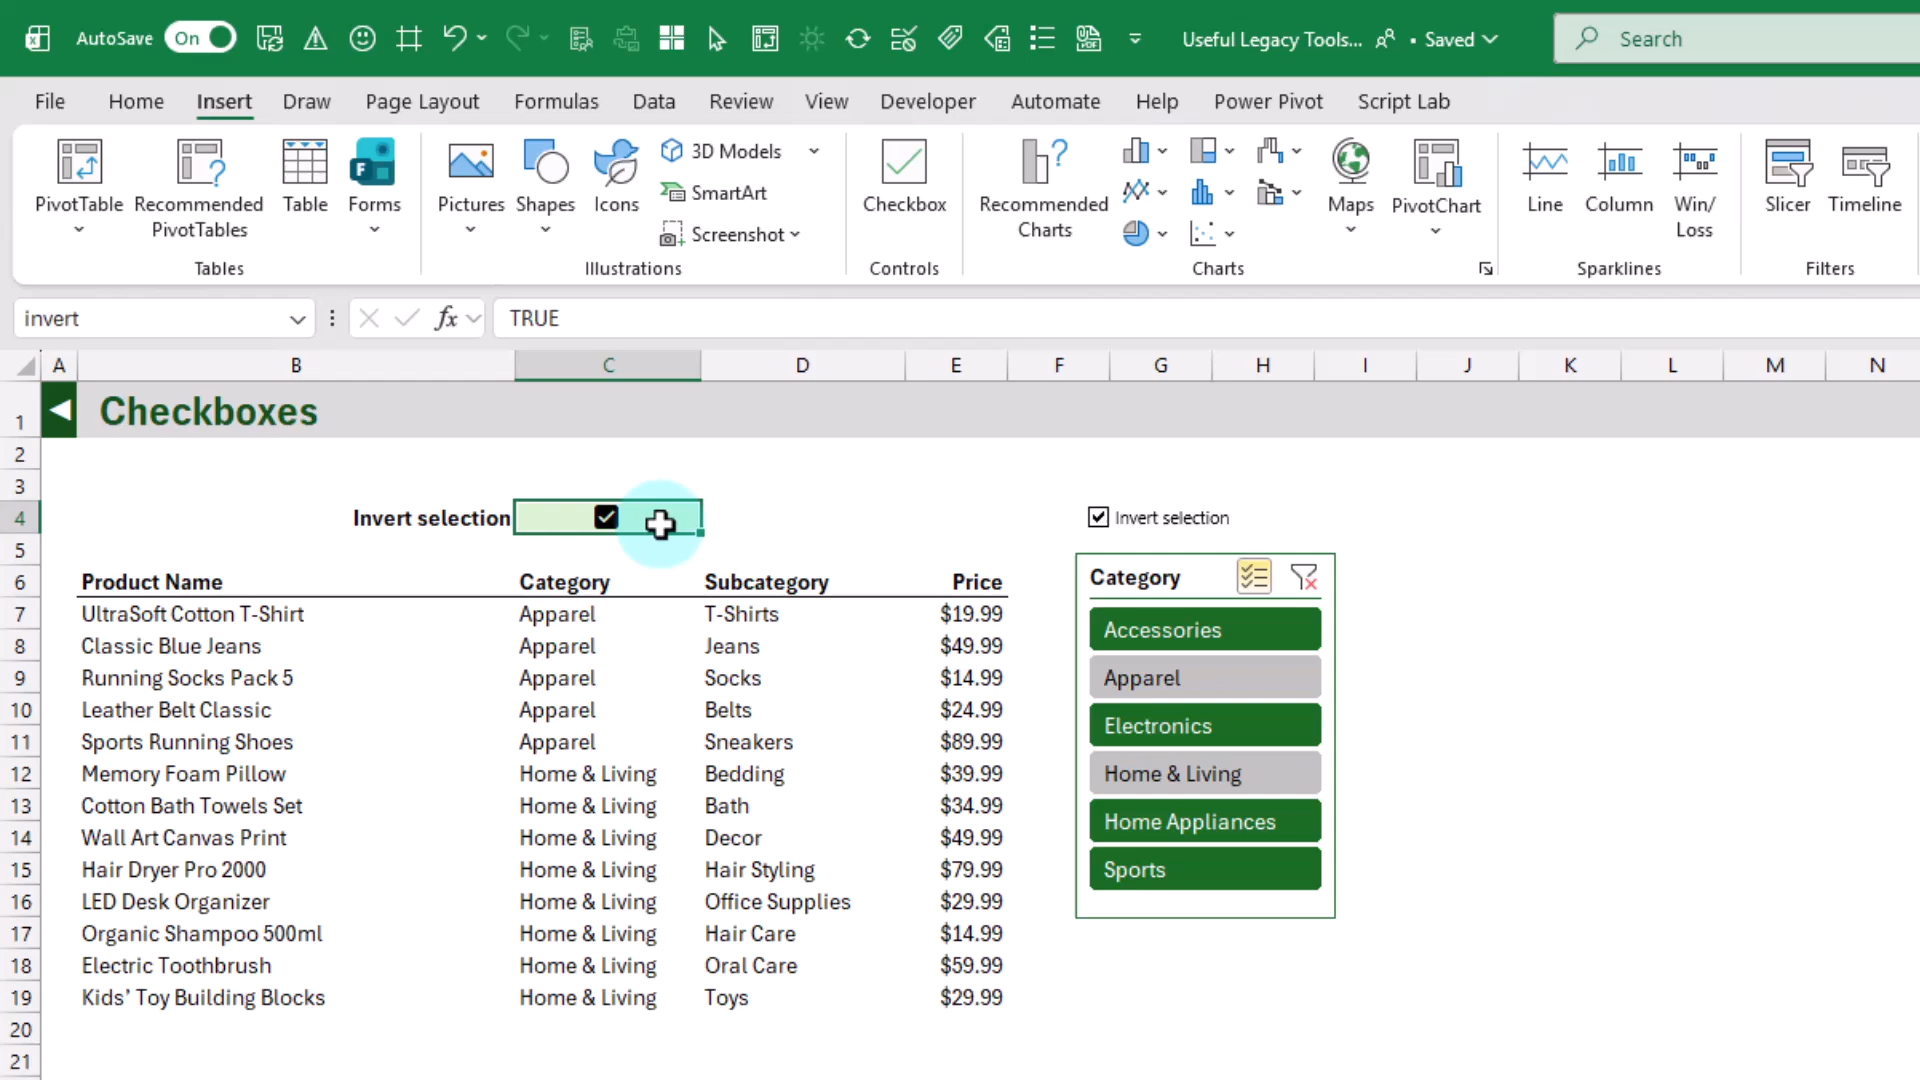 AutoSave On Useful Legacy Tools... • Saved Search
File Home Insert Draw Page Layout Formulas Data Review View Developer Automate Help Power Pivot Script Lab
PivotTable Recommended PivotTables Table Forms
Pictures Shapes Icons 3D Models SmartArt Screenshot
Checkbox Recommended Charts Maps PivotChart
Line Column Win/ Loss Slicer Timeline
Tables Illustrations Controls Charts Sparklines Filters
invert fx TRUE
A B C D E F G H I J K L M N
1 Checkboxes
2
3
4 Invert selection Invert selection
5
6 Product Name Category Subcategory Price
7 UltraSoft Cotton T-Shirt Apparel T-Shirts $19.99
8 Classic Blue Jeans Apparel Jeans $49.99
9 Running Socks Pack 5 Apparel Socks $14.99
10 Leather Belt Classic Apparel Belts $24.99
11 Sports Running Shoes Apparel Sneakers $89.99
12 Memory Foam Pillow Home & Living Bedding $39.99
13 Cotton Bath Towels Set Home & Living Bath $34.99
14 Wall Art Canvas Print Home & Living Decor $49.99
15 Hair Dryer Pro 2000 Home & Living Hair Styling $79.99
16 LED Desk Organizer Home & Living Office Supplies $29.99
17 Organic Shampoo 500ml Home & Living Hair Care $14.99
18 Electric Toothbrush Home & Living Oral Care $59.99
19 Kids’ Toy Building Blocks Home & Living Toys $29.99
20
21
Category
Accessories
Apparel
Electronics
Home & Living
Home Appliances
Sports